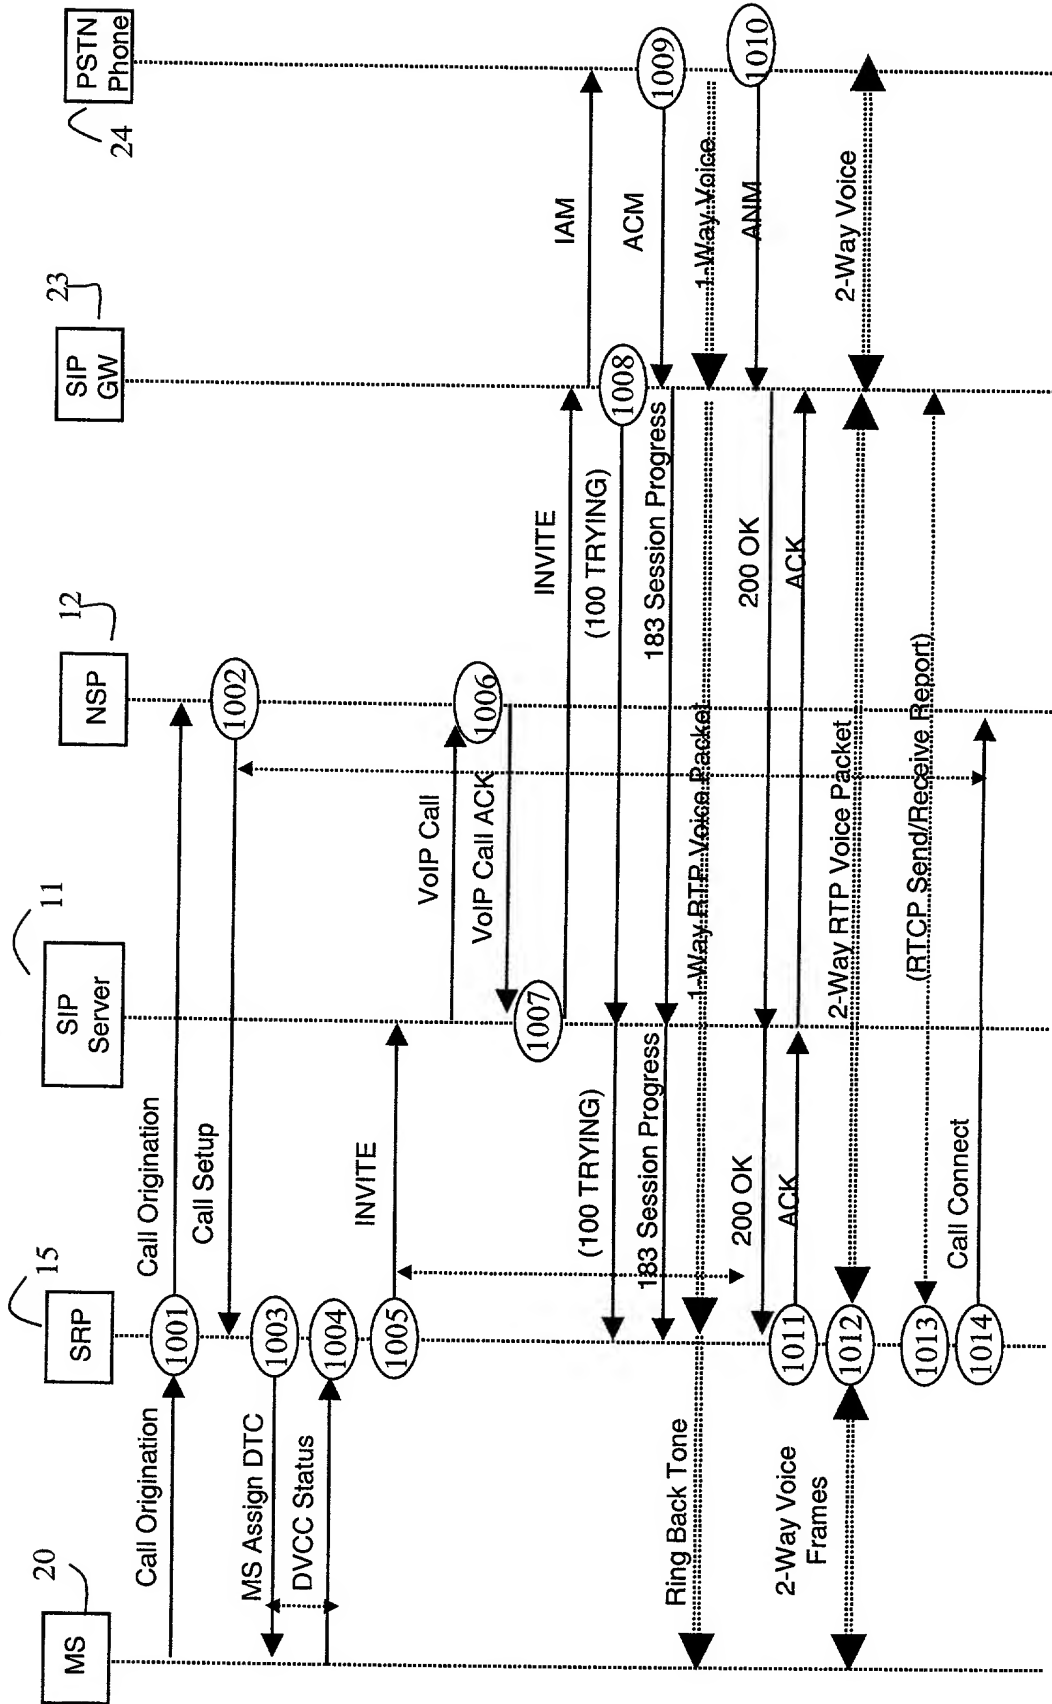 20
MS
15
SRP
11
SIP
Server
12
NSP
23
SIP
GW
24
PSTN
Phone
Call Origination
1001
Call Origination
Call Setup
1002
MS Assign DTC
1003
DVCC Status
1004
1005
INVITE
VoIP Call
1006
VoIP Call ACK
1007
INVITE
IAM
(100 TRYING)
(100 TRYING)
1008
183 Session Progress
183 Session Progress
ACM
1009
Ring Back Tone
1-Way RTP Voice Packet
1-Way Voice
200 OK
200 OK
ANM
1010
1011
ACK
ACK
2-Way Voice
Frames
1012
2-Way RTP Voice Packet
2-Way Voice
1013
(RTCP Send/Receive Report)
1014
Call Connect